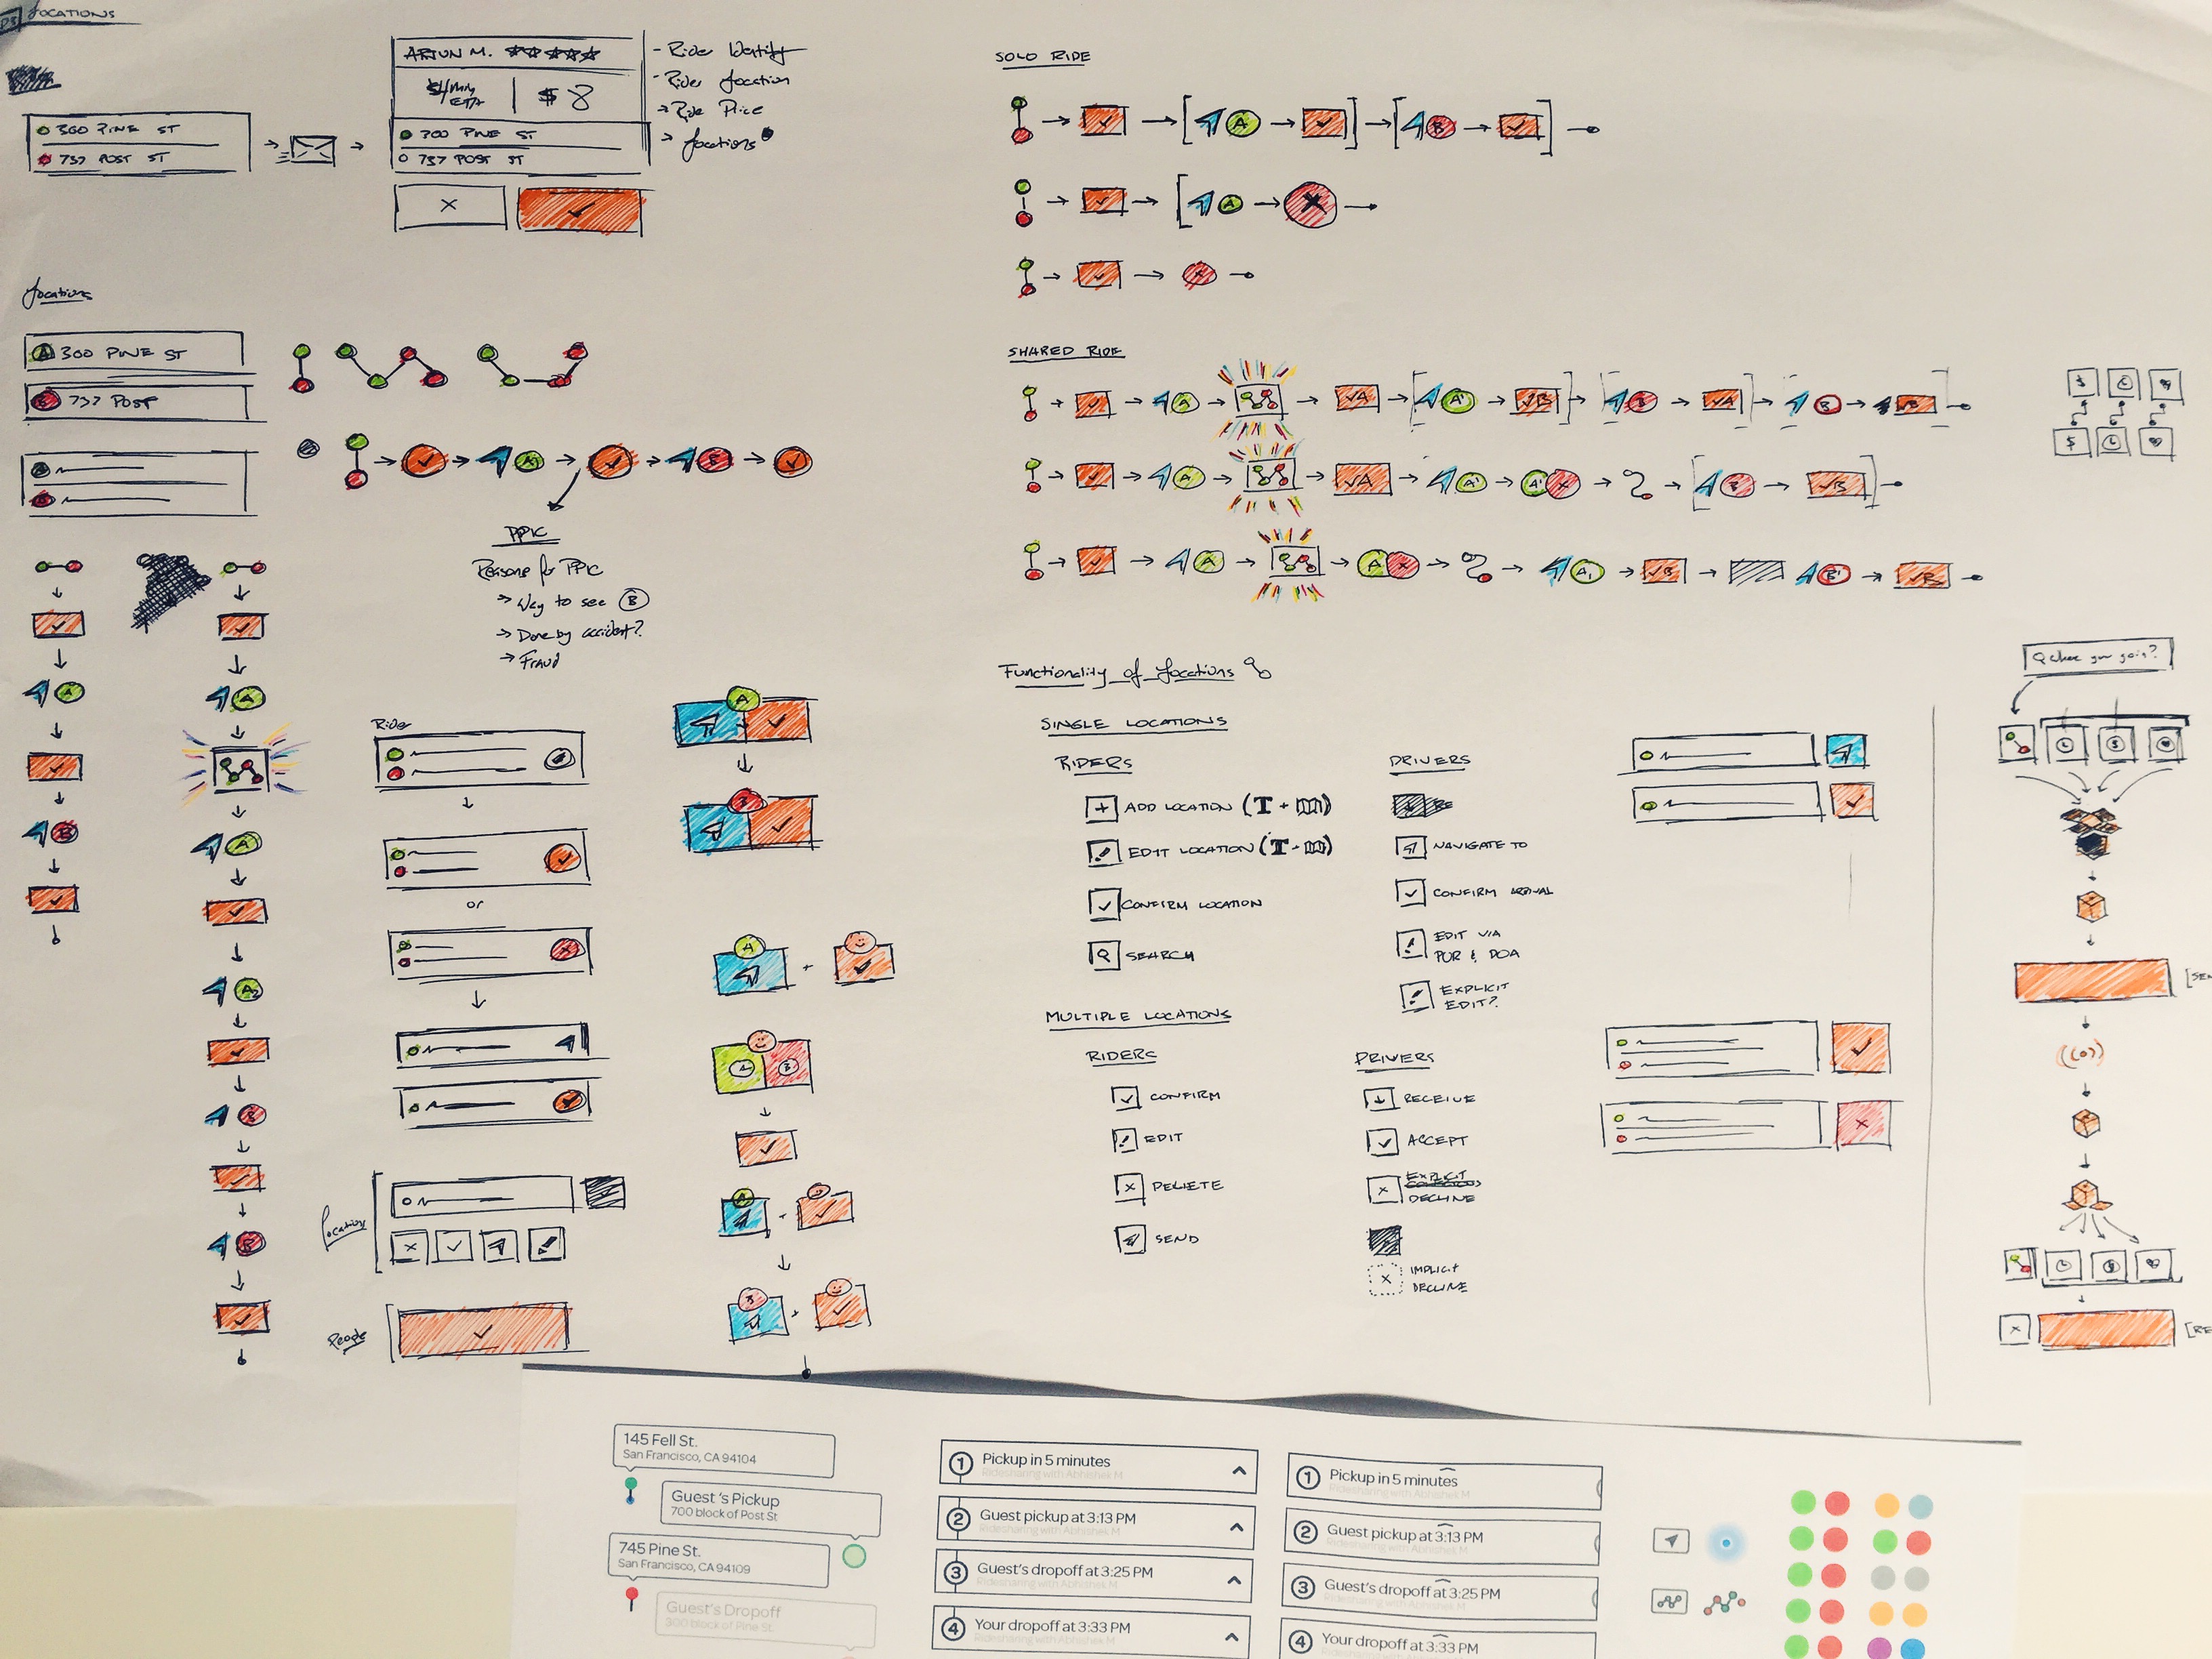 LOCATIONS
300 PINE ST
737 POST ST
ARJUN M.
ETA
$8
300 PINE ST
737 POST ST
- Rider Identity
- Rider Location
→ Ride Price
→ Locations
Locations
A 300 PINE ST
B 737 POST
A
B
PPIC
Reasons for PPIC
→ Way to see B
→ Done by accident?
→ Fraud
Rider
or
Locations
People
SOLO RIDE
A
B
A
SHARED RIDE
A
√A
A'
√B
B
√A
B'
√B
A
√A
A'
A'
B
√B
A
A
A1
√B
B'
√B
Functionality of Locations
SINGLE LOCATIONS
RIDERS
+ ADD LOCATION (T +
EDIT LOCATION (T +
CONFIRM LOCATION
SEARCH
DRIVERS
NAVIGATE TO
CONFIRM ARRIVAL
EDIT VIA
PUR & DOA
EXPLICIT
EDIT?
MULTIPLE LOCATIONS
RIDERS
CONFIRM
EDIT
DELIETE
SEND
DRIVERS
RECEIVE
ACCEPT
EXPLICIT
DECLINE
IMPLICIT
DECLINE
Where you going?
[SEN
[RE
145 Fell St.
San Francisco, CA 94104
Guest's Pickup
700 block of Post St
745 Pine St.
San Francisco, CA 94109
Guest's Dropoff
300 block of Pine St
1 Pickup in 5 minutes
Ridesharing with Abhishek M
2 Guest pickup at 3:13 PM
Ridesharing with Abhishek M
3 Guest's dropoff at 3:25 PM
Ridesharing with Abhishek M
4 Your dropoff at 3:33 PM
Ridesharing with Abhishek M
1 Pickup in 5 minutes
Ridesharing with Abhishek M
2 Guest pickup at 3:13 PM
Ridesharing with Abhishek M
3 Guest's dropoff at 3:25 PM
Ridesharing with Abhishek M
4 Your dropoff at 3:33 PM